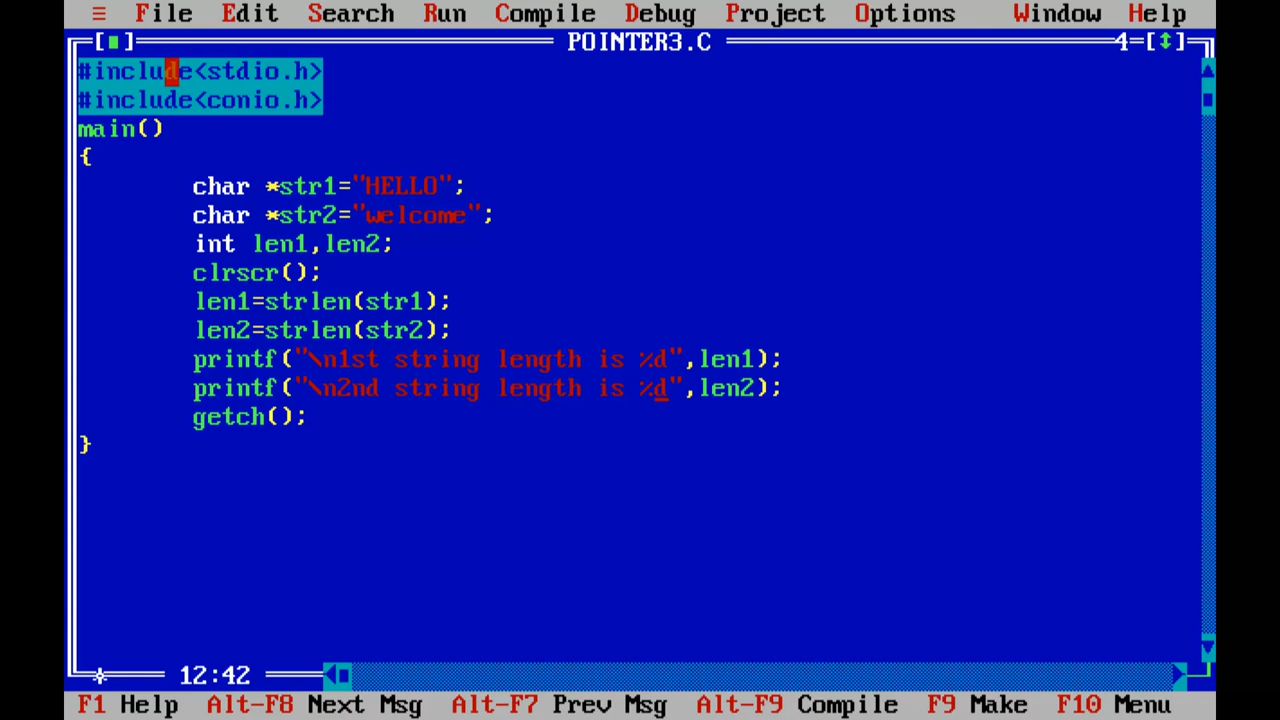 ≡ File Edit Search Run Compile Debug Project Options Window Help
[■] POINTER3.C 4=[↕]
#include<stdio.h>
#include<conio.h>
main()
{
char *str1="HELLO";
char *str2="welcome";
int len1,len2;
clrscr();
len1=strlen(str1);
len2=strlen(str2);
printf("\n1st string length is %d",len1);
printf("\n2nd string length is %d",len2);
getch();
}
12:42
F1 Help Alt-F8 Next Msg Alt-F7 Prev Msg Alt-F9 Compile F9 Make F10 Menu